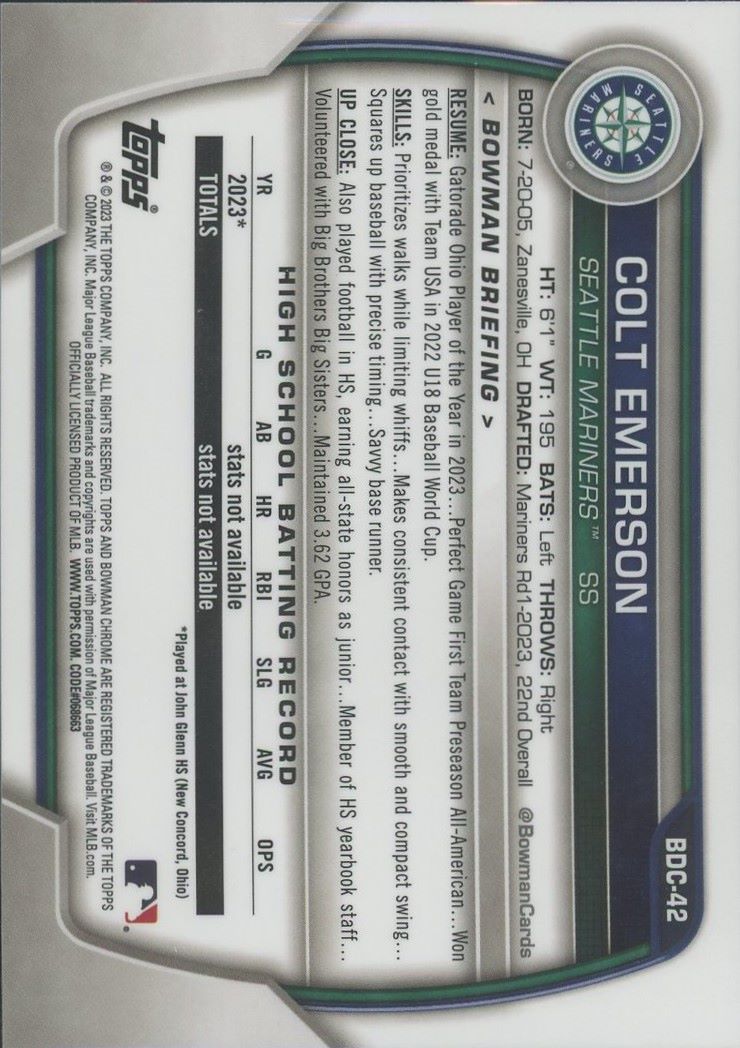 BDC-42
SEATTLE MARINERS ®
COLT EMERSON
SEATTLE MARINERS™ SS
HT: 6'1" WT: 195 BATS: Left THROWS: Right
BORN: 7-20-05, Zanesville, OH DRAFTED: Mariners Rd1-2023, 22nd Overall @BowmanCards
< BOWMAN BRIEFING >
RESUME: Gatorade Ohio Player of the Year in 2023...Perfect Game First Team Preseason All-American...Won
gold medal with Team USA in 2022 U18 Baseball World Cup.
SKILLS: Prioritizes walks while limiting whiffs...Makes consistent contact with smooth and compact swing...
Squares up baseball with precise timing...Savvy base runner.
UP CLOSE: Also played football in HS, earning all-state honors as junior...Member of HS yearbook staff...
Volunteered with Big Brothers Big Sisters...Maintained 3.62 GPA.
HIGH SCHOOL BATTING RECORD
YR G AB HR RBI SLG AVG OPS
2023* stats not available
TOTALS stats not available
*Played at John Glenn HS (New Concord, Ohio)
topps®
® & © 2023 THE TOPPS COMPANY, INC. ALL RIGHTS RESERVED. TOPPS AND BOWMAN CHROME ARE REGISTERED TRADEMARKS OF THE TOPPS
COMPANY, INC. Major League Baseball trademarks and copyrights are used with permission of Major League Baseball. Visit MLB.com.
OFFICIALLY LICENSED PRODUCT OF MLB. WWW.TOPPS.COM. CODE#068663